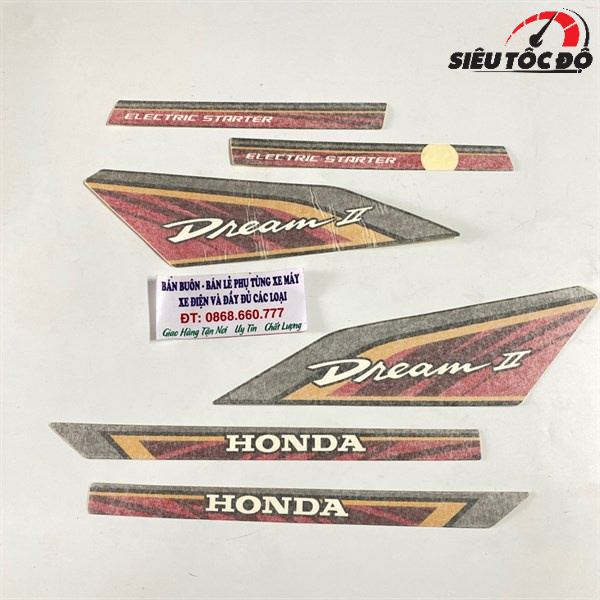 SIÊU TỐC ĐỘ
ELECTRIC STARTER
ELECTRIC STARTER
Dream II
BÁN BUÔN - BÁN LẺ PHỤ TÙNG XE MÁY
XE ĐIỆN VÀ ĐẦY ĐỦ CÁC LOẠI
ĐT: 0868.660.777
Giao Hàng Tận Nơi Uy Tín Chất Lượng
Dream II
HONDA
HONDA